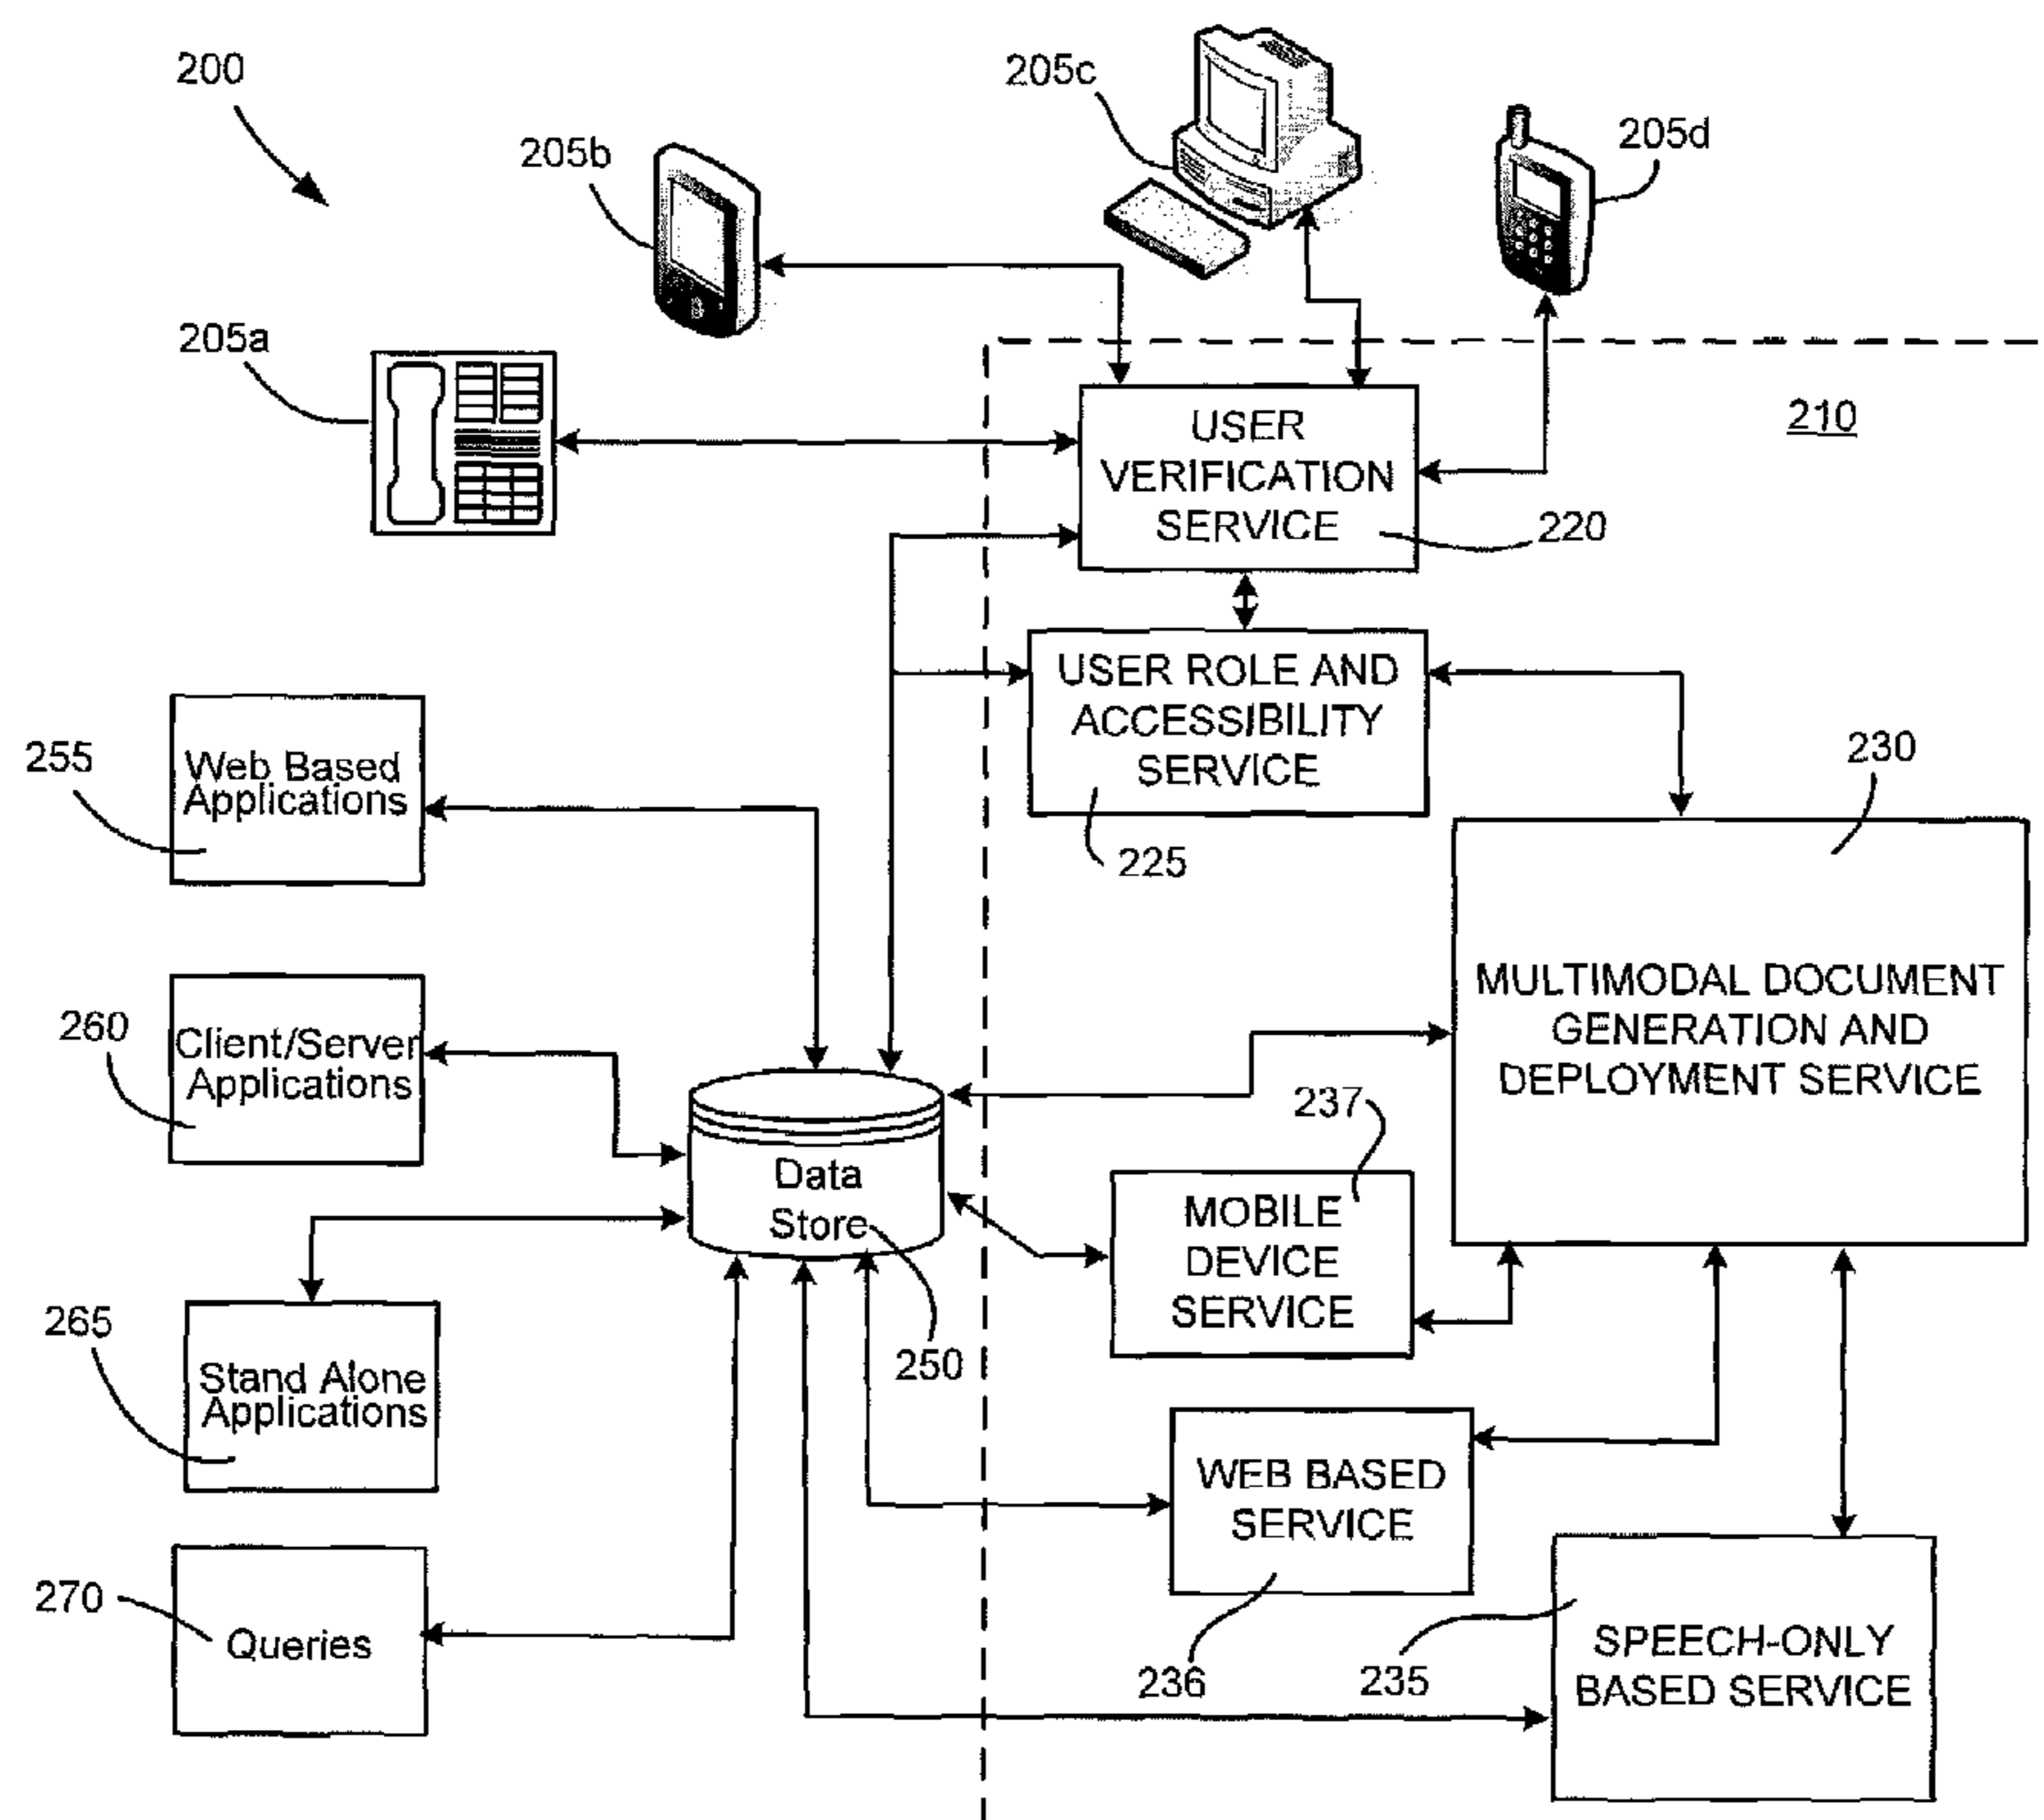 200
205b
205c
205d
205a
210
USER
VERIFICATION
SERVICE
220
USER ROLE AND
ACCESSIBILITY
SERVICE
225
230
Web Based
Applications
255
MULTIMODAL DOCUMENT
GENERATION AND
DEPLOYMENT SERVICE
260
Client/Server
Applications
237
Data
Store
250
MOBILE
DEVICE
SERVICE
265
Stand Alone
Applications
WEB BASED
SERVICE
236
270
Queries
235
SPEECH-ONLY
BASED SERVICE